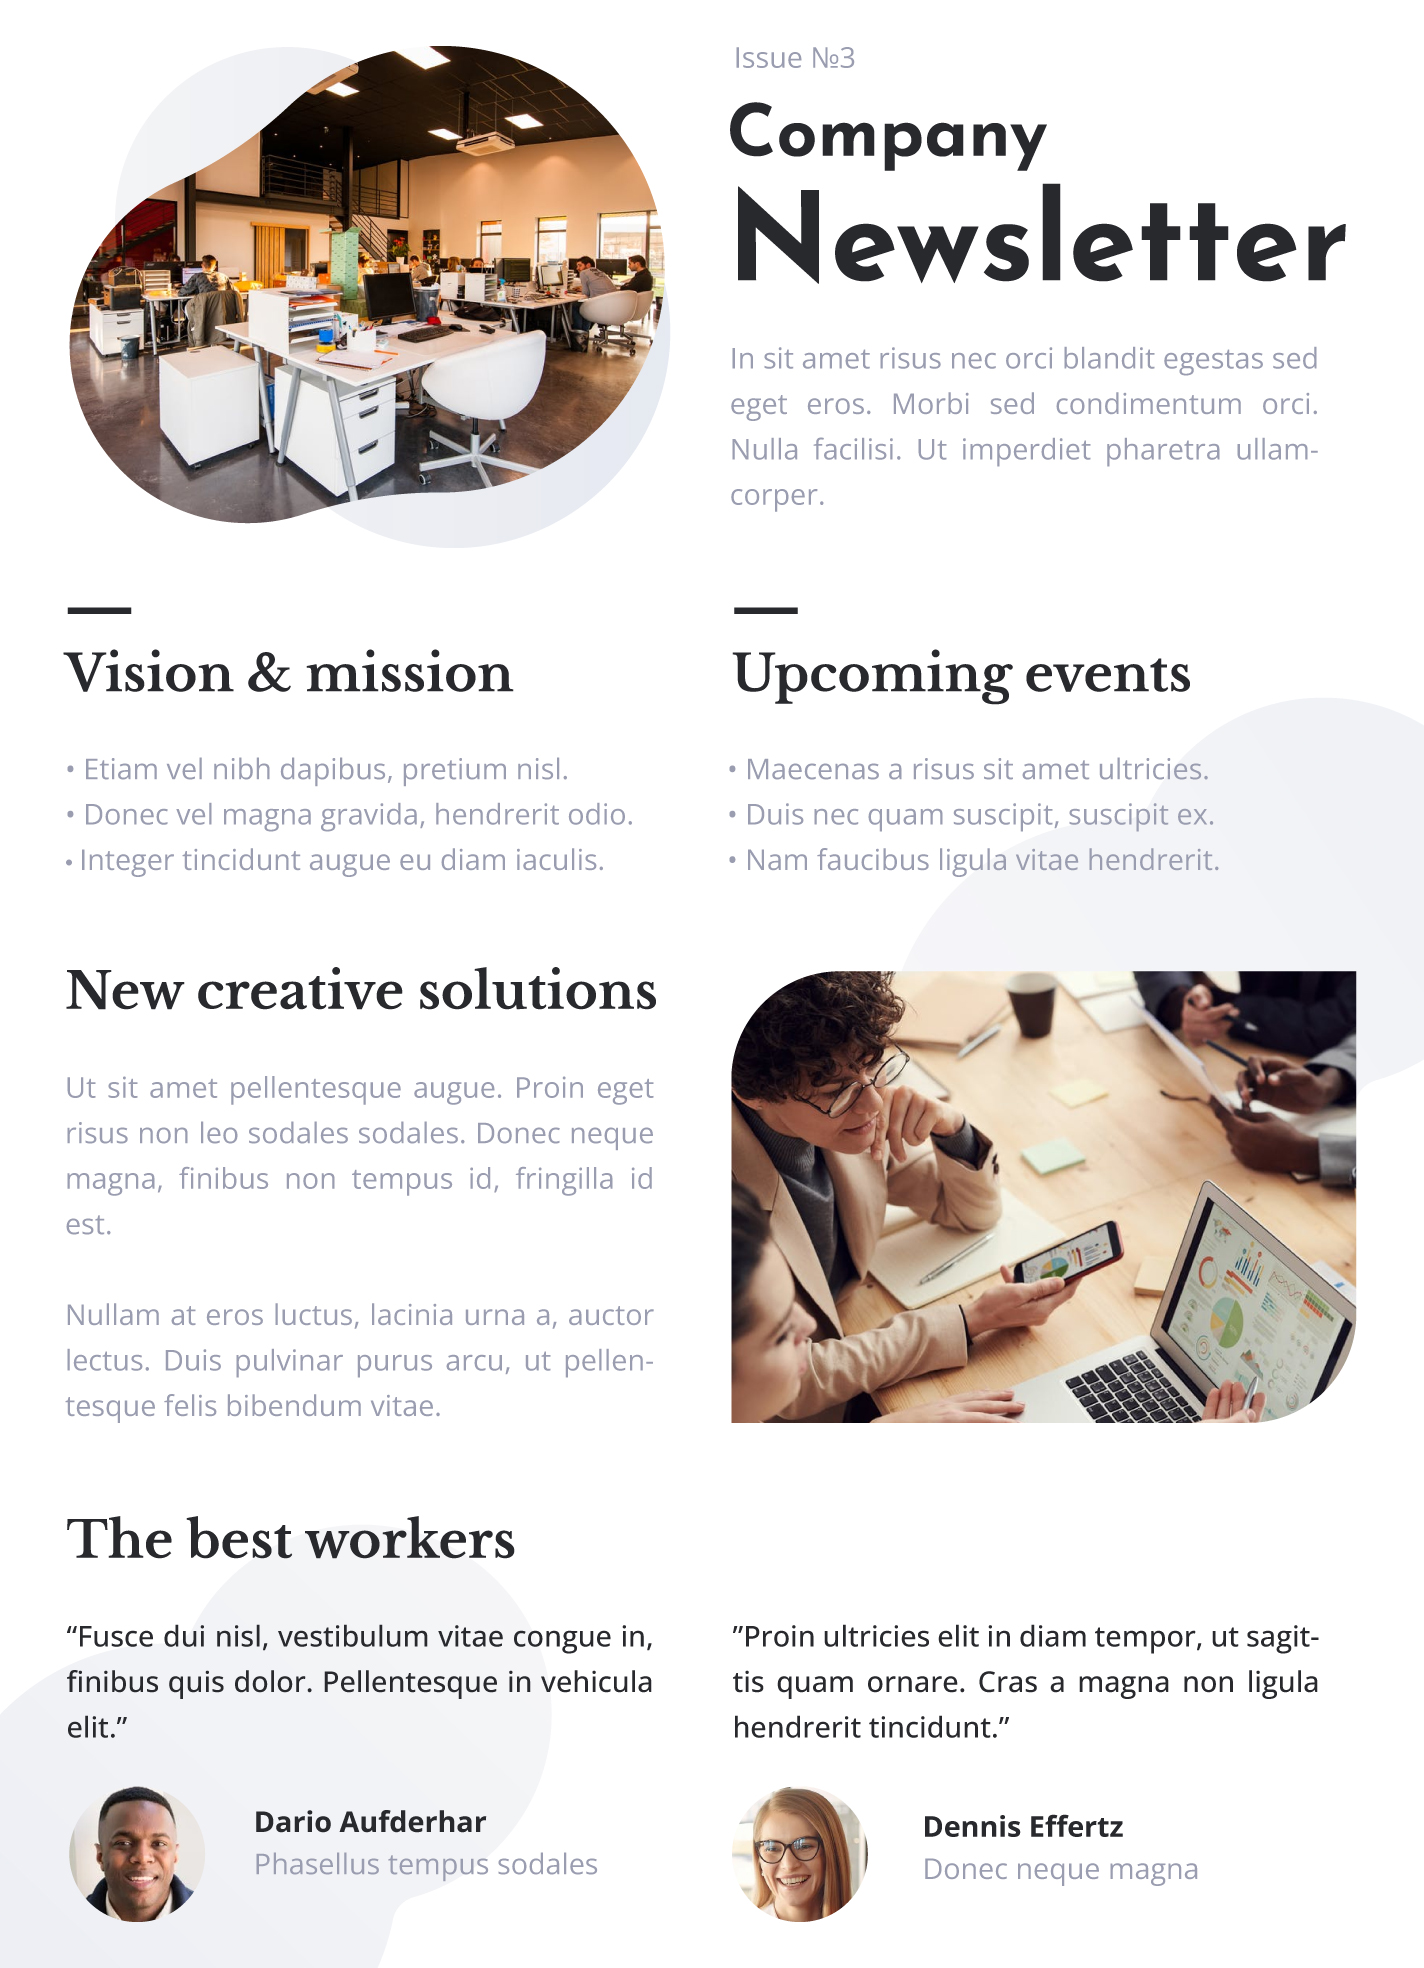 Issue №3
Company
Newsletter
In sit amet risus nec orci blandit egestas sed
eget eros. Morbi sed condimentum orci.
Nulla facilisi. Ut imperdiet pharetra ullam-
corper.
Vision & mission
• Etiam vel nibh dapibus, pretium nisl.
• Donec vel magna gravida, hendrerit odio.
• Integer tincidunt augue eu diam iaculis.
Upcoming events
• Maecenas a risus sit amet ultricies.
• Duis nec quam suscipit, suscipit ex.
• Nam faucibus ligula vitae hendrerit.
New creative solutions
Ut sit amet pellentesque augue. Proin eget
risus non leo sodales sodales. Donec neque
magna, finibus non tempus id, fringilla id
est.
Nullam at eros luctus, lacinia urna a, auctor
lectus. Duis pulvinar purus arcu, ut pellen-
tesque felis bibendum vitae.
The best workers
“Fusce dui nisl, vestibulum vitae congue in,
finibus quis dolor. Pellentesque in vehicula
elit.”
Dario Aufderhar
Phasellus tempus sodales
”Proin ultricies elit in diam tempor, ut sagit-
tis quam ornare. Cras a magna non ligula
hendrerit tincidunt.”
Dennis Effertz
Donec neque magna